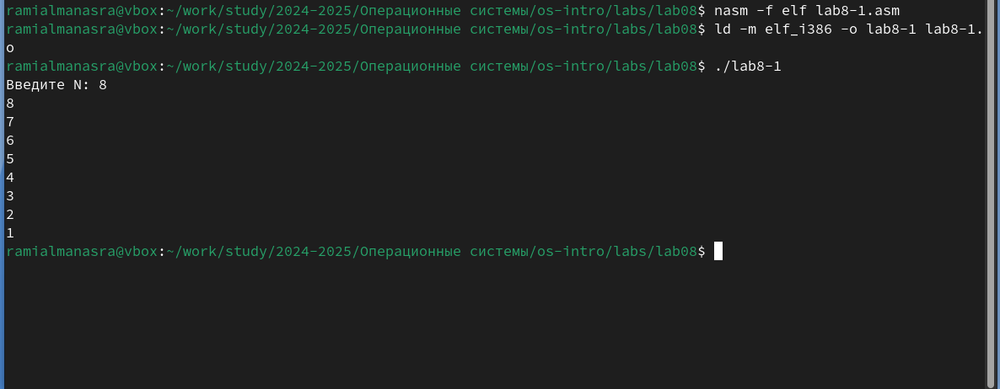 ramialmanasra@vbox:~/work/study/2024-2025/Операционные системы/os-intro/labs/lab08$ nasm -f elf lab8-1.asm
ramialmanasra@vbox:~/work/study/2024-2025/Операционные системы/os-intro/labs/lab08$ ld -m elf_i386 -o lab8-1 lab8-1.
o
ramialmanasra@vbox:~/work/study/2024-2025/Операционные системы/os-intro/labs/lab08$ ./lab8-1
Введите N: 8
8
7
6
5
4
3
2
1
ramialmanasra@vbox:~/work/study/2024-2025/Операционные системы/os-intro/labs/lab08$